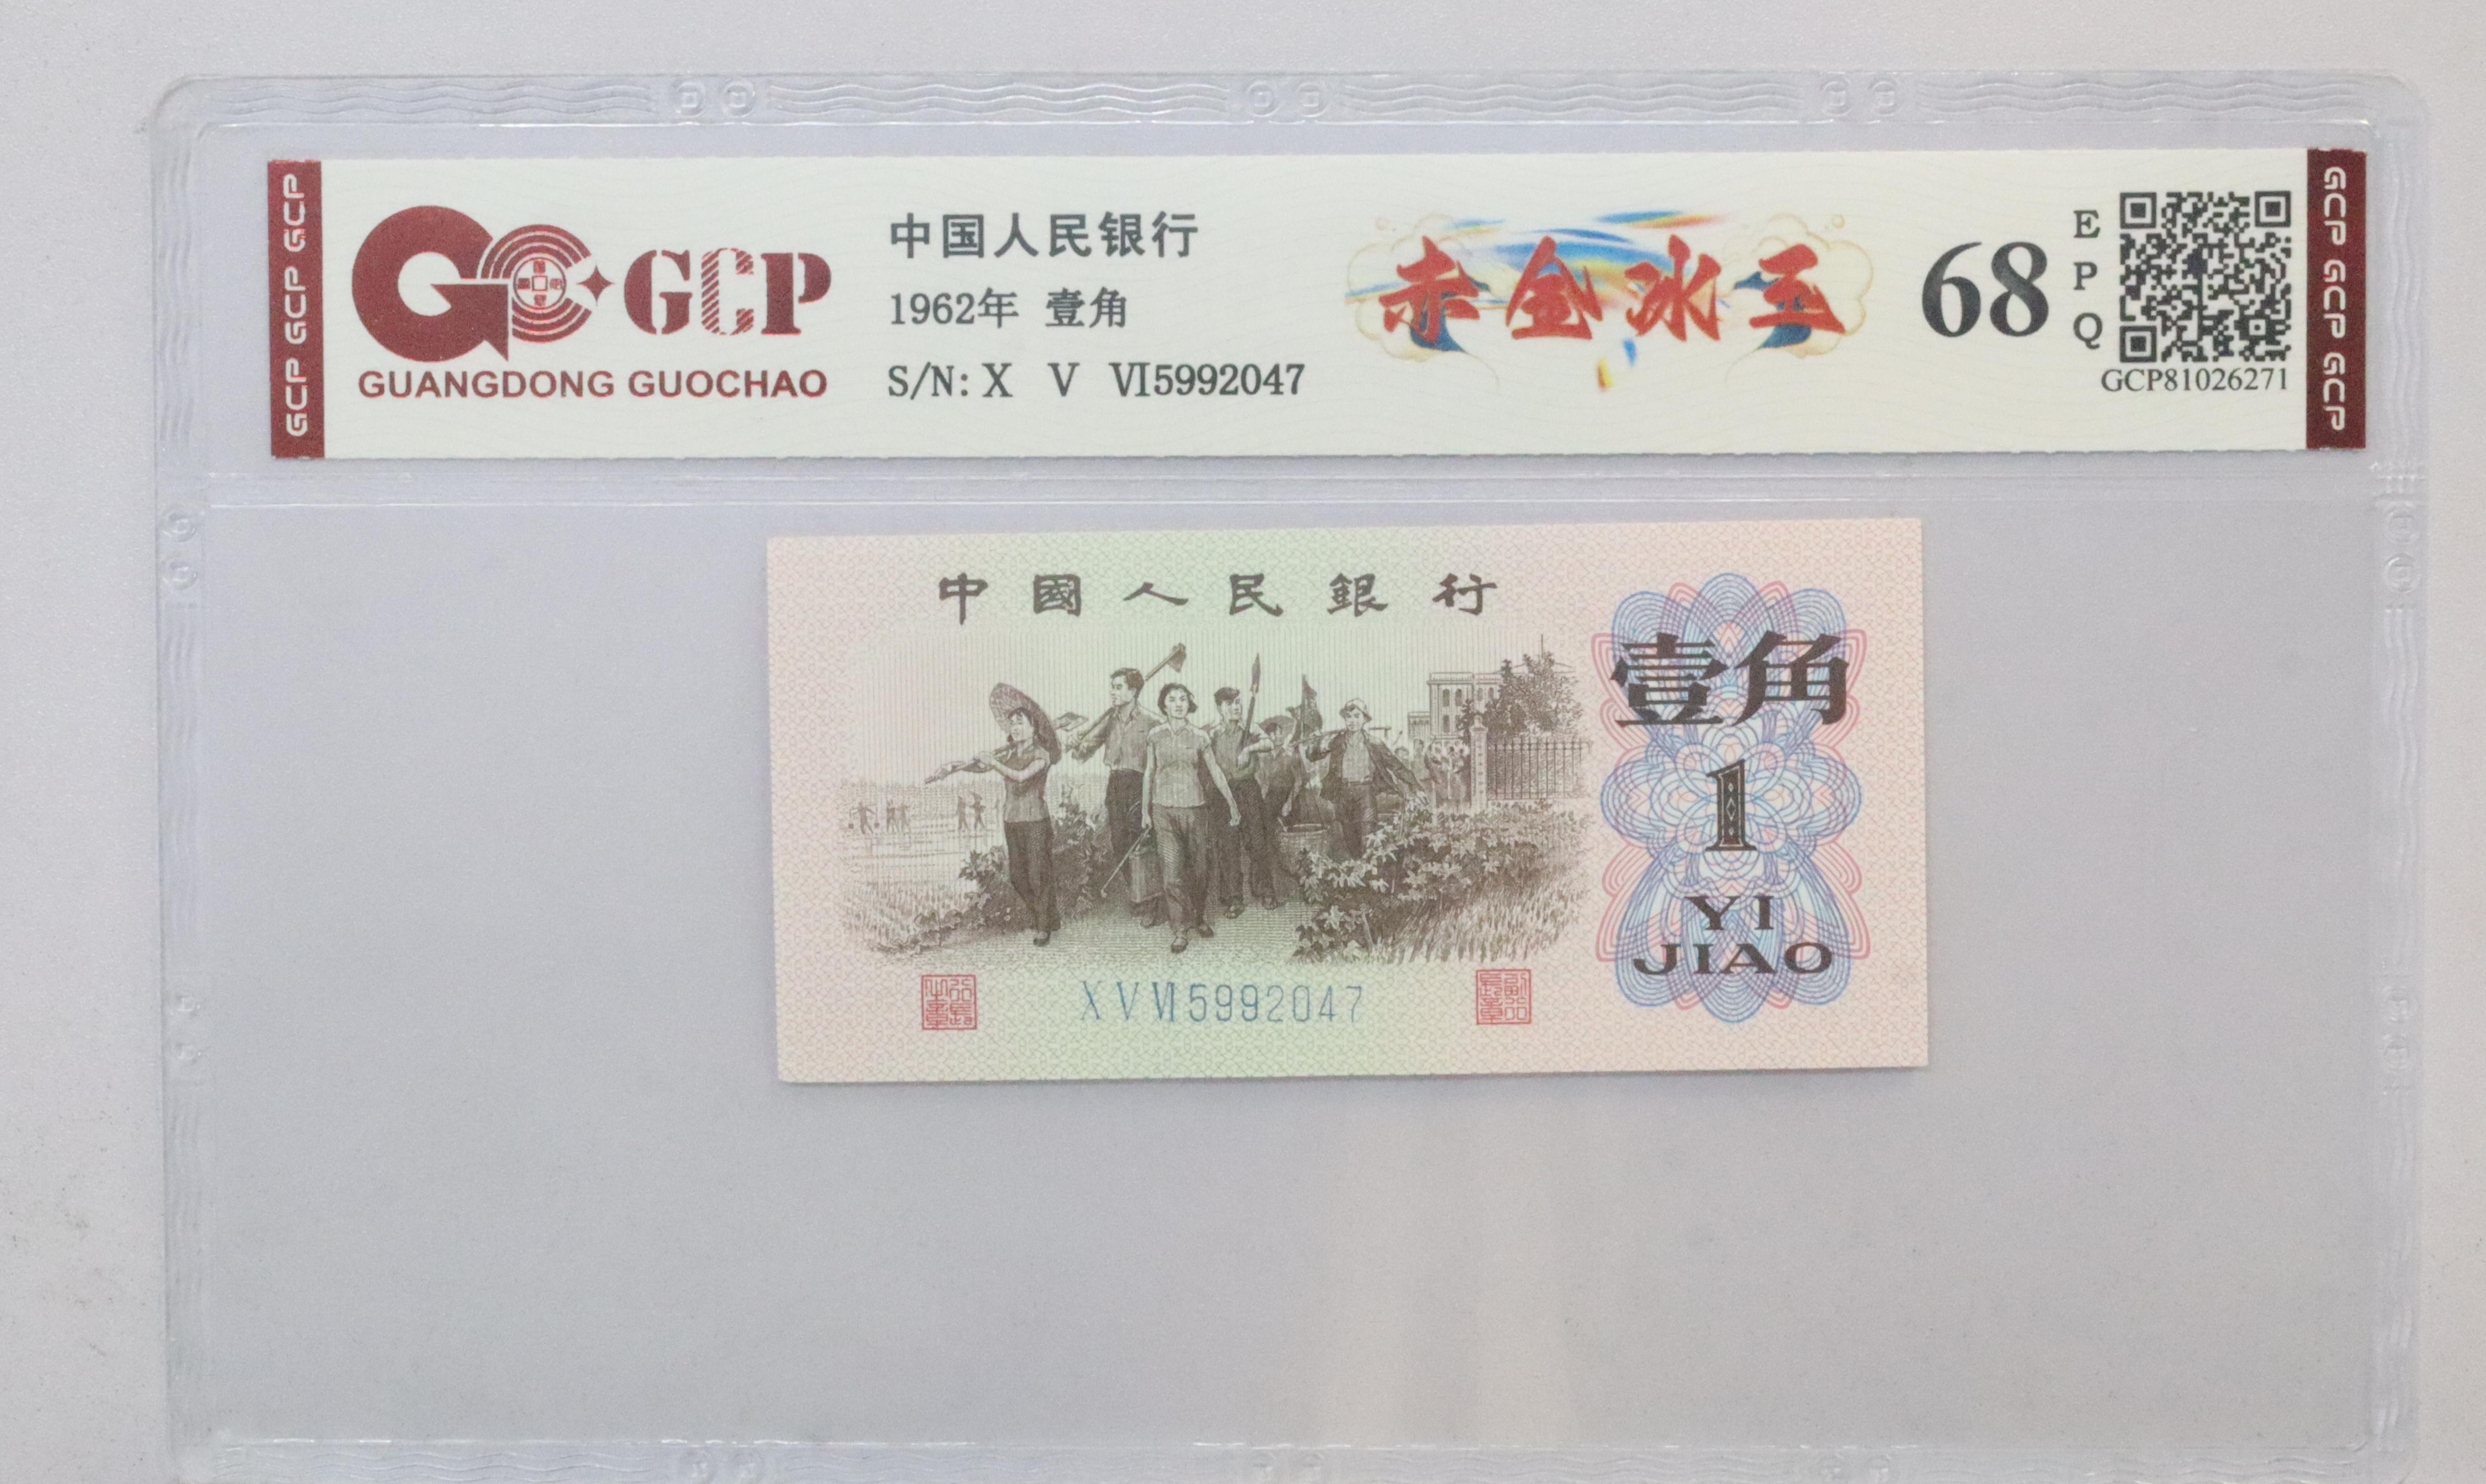 GCP GCP GCP
GCP
GUANGDONG GUOCHAO
中国人民银行
1962年 壹角
S/N: X V VI5992047
赤金冰玉
68
E
P
Q
GCP81026271
GCP GCP GCP
中國人民銀行
壹角
1
YI
JIAO
X V VI 5992047